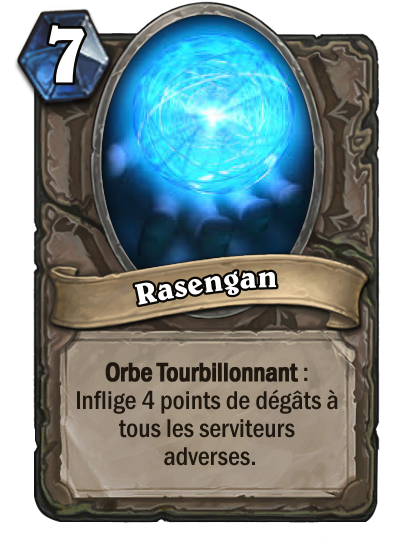 7
Rasengan
Orbe Tourbillonnant :
Inflige 4 points de dégâts à
tous les serviteurs
adverses.